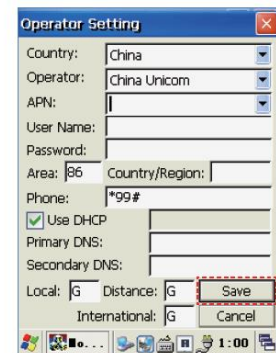 Operator Setting
Country: China
Operator: China Unicom
APN:
User Name:
Password:
Area: 86 Country/Region:
Phone: *99#
Use DHCP
Primary DNS:
Secondary DNS:
Local: G Distance: G Save
International: G Cancel
1:00